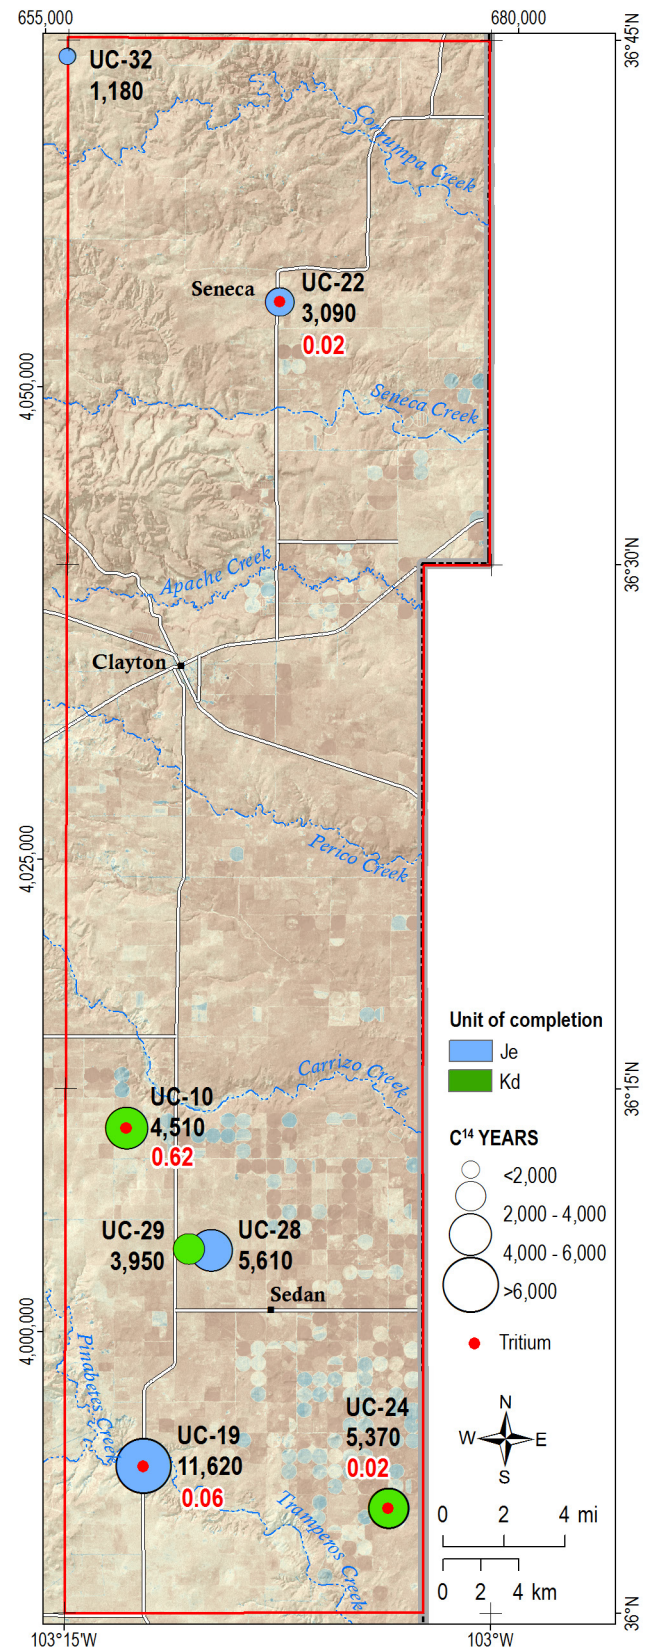 655,000
680,000
36°45'N
UC-32
1,180
Corrumpa Creek
Seneca
UC-22
3,090
0.02
4,050,000
Seneca Creek
36°30'N
Apache Creek
Clayton
Perico Creek
4,025,000
Unit of completion
Je
Kd
Carrizo Creek
36°15'N
UC-10
4,510
0.62
C14 YEARS
<2,000
2,000 - 4,000
4,000 - 6,000
>6,000
Tritium
UC-29
3,950
UC-28
5,610
Sedan
4,000,000
Pinabetes Creek
UC-24
5,370
0.02
UC-19
11,620
0.06
Tramperos Creek
N
W
E
S
0 2 4 mi
0 2 4 km
36°N
103°15'W
103°W